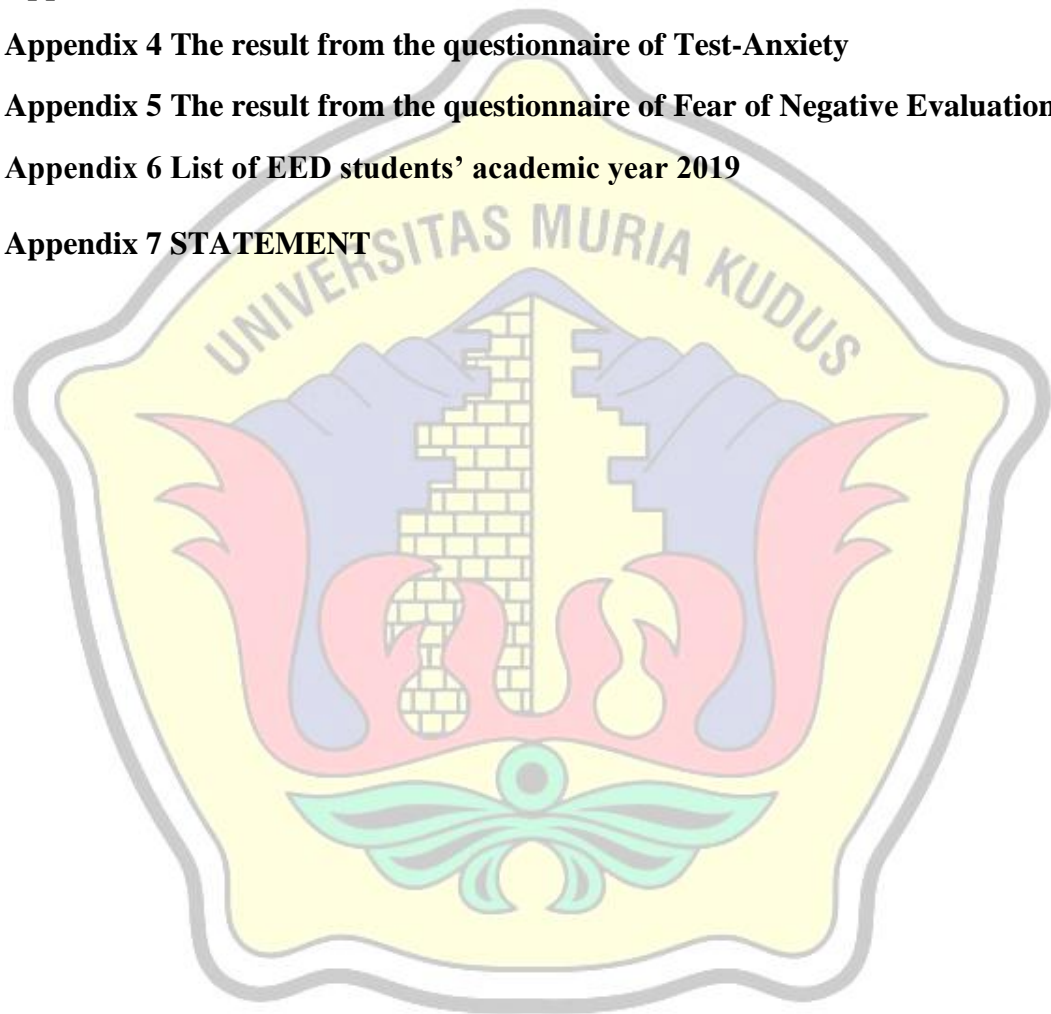 Appendix 4 The result from the questionnaire of Test-Anxiety
Appendix 5 The result from the questionnaire of Fear of Negative Evaluation
Appendix 6 List of EED students’ academic year 2019
Appendix 7 STATEMENT
UNIVERSITAS MURIA KUDUS